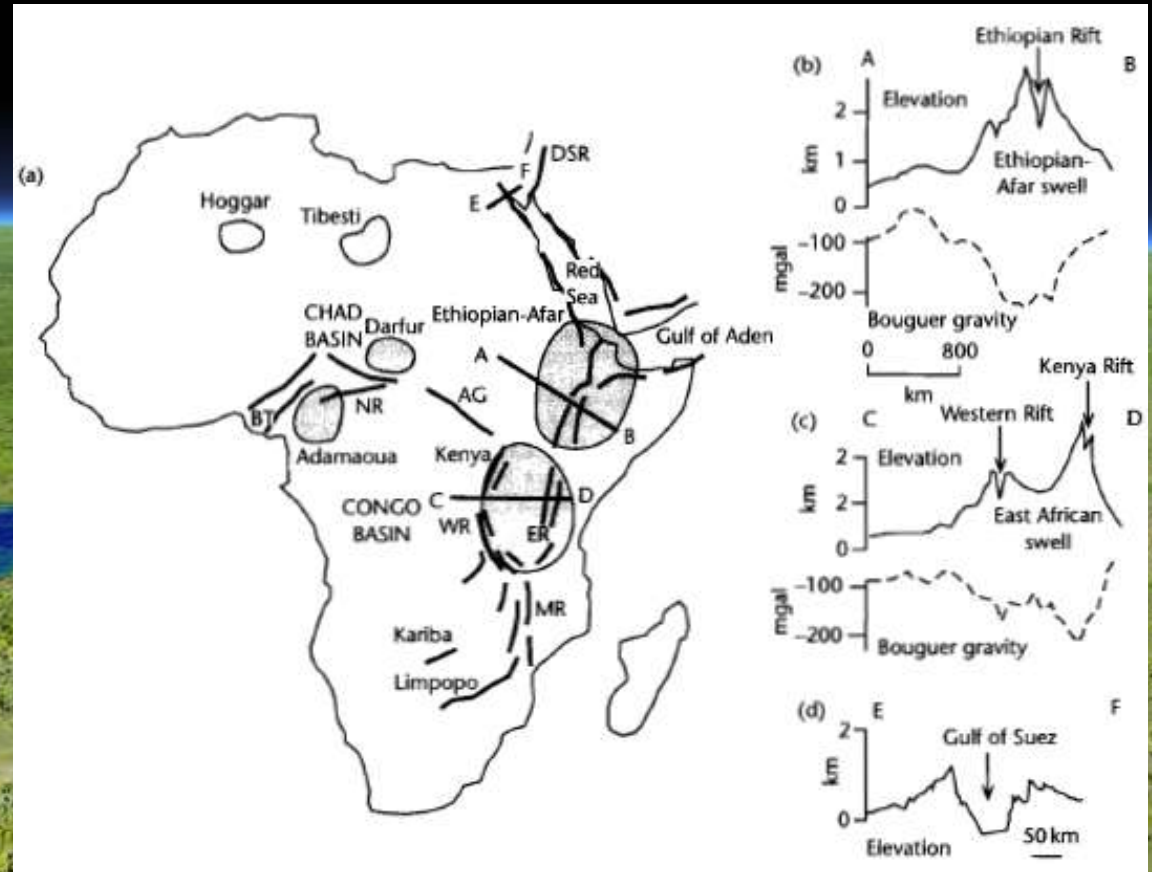 (a)
Hoggar
Tibesti
E
F
DSR
Red
Sea
CHAD
BASIN
Darfur
Ethiopian-Afar
Gulf of Aden
A
BT
NR
AG
B
Adamaoua
Kenya
C
D
CONGO
BASIN
WR
ER
MR
Kariba
Limpopo
Ethiopian Rift
(b)
A
B
Elevation
2
1
0
km
Ethiopian-
Afar swell
-100
-200
mgal
Bouguer gravity
0
800
km
Kenya Rift
Western Rift
(c)
C
D
Elevation
2
2
0
km
East African
swell
-100
-200
mgal
Bouguer gravity
(d)
E
F
2
0
km
Gulf of Suez
50 km
Elevation